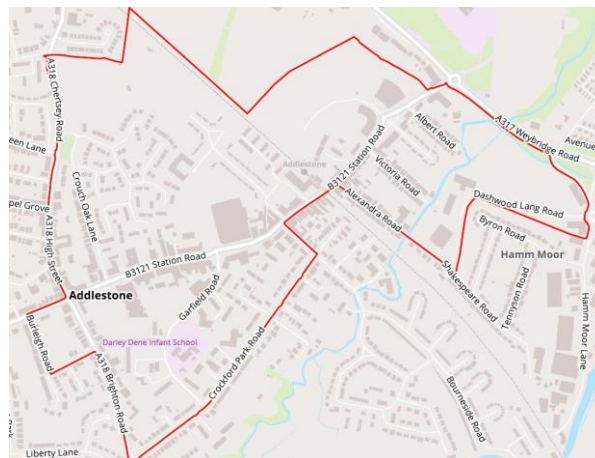 A318 Chertsey Road
een Lane
Crouch Oak Lane
pel Grove
A318 High Street
Addlestone
B3121 Station Road
Albert Road
Victoria Road
A317 Weybridge Road
Avenue
Alexandra Road
Dashwood Lang Road
Byron Road
Hamm Moor
Shakespeare Road
Tennyson Road
Hamm Moor Lane
B3121 Station Road
Garfield Road
Addlestone
Burleigh Road
Darley Dene Infant School
A318 Brighton Road
Crockford Park Road
Bourneside Road
Liberty Lane